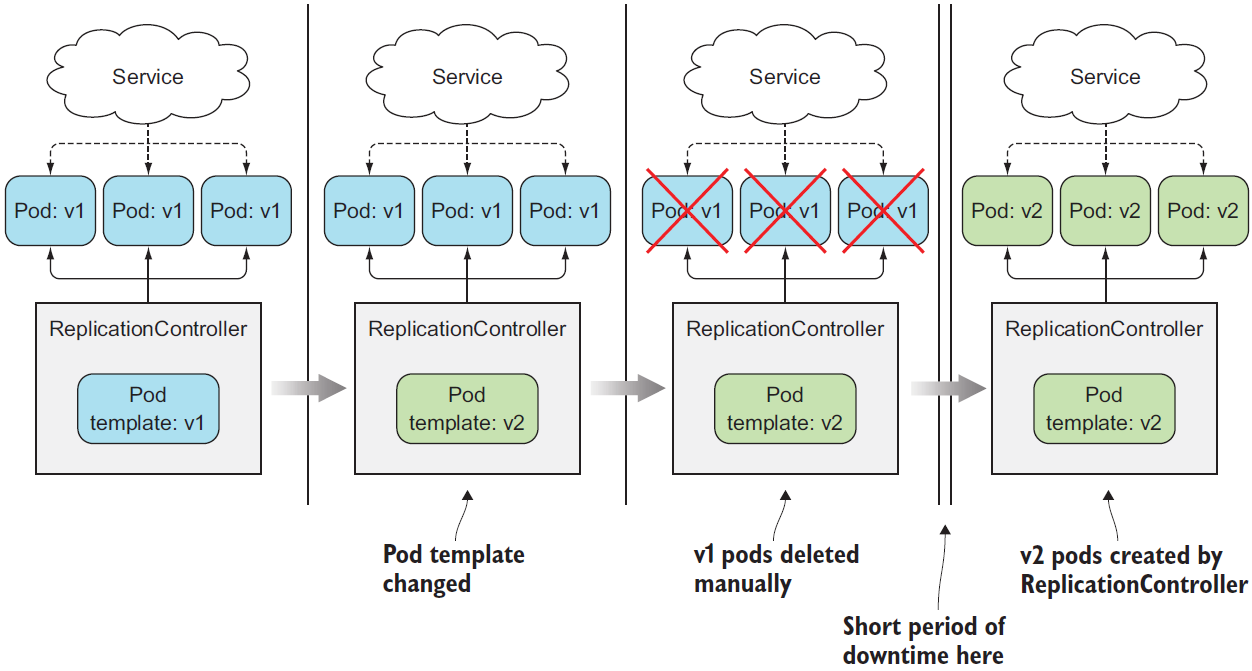 Service
Service
Service
Service
Pod: v1
Pod: v1
Pod: v1
Pod: v1
Pod: v1
Pod: v1
Pod: v1
Pod: v1
Pod: v1
Pod: v2
Pod: v2
Pod: v2
ReplicationController
ReplicationController
ReplicationController
ReplicationController
Pod
template: v1
Pod
template: v2
Pod
template: v2
Pod
template: v2
Pod template
changed
v1 pods deleted
manually
v2 pods created by
ReplicationController
Short period of
downtime here